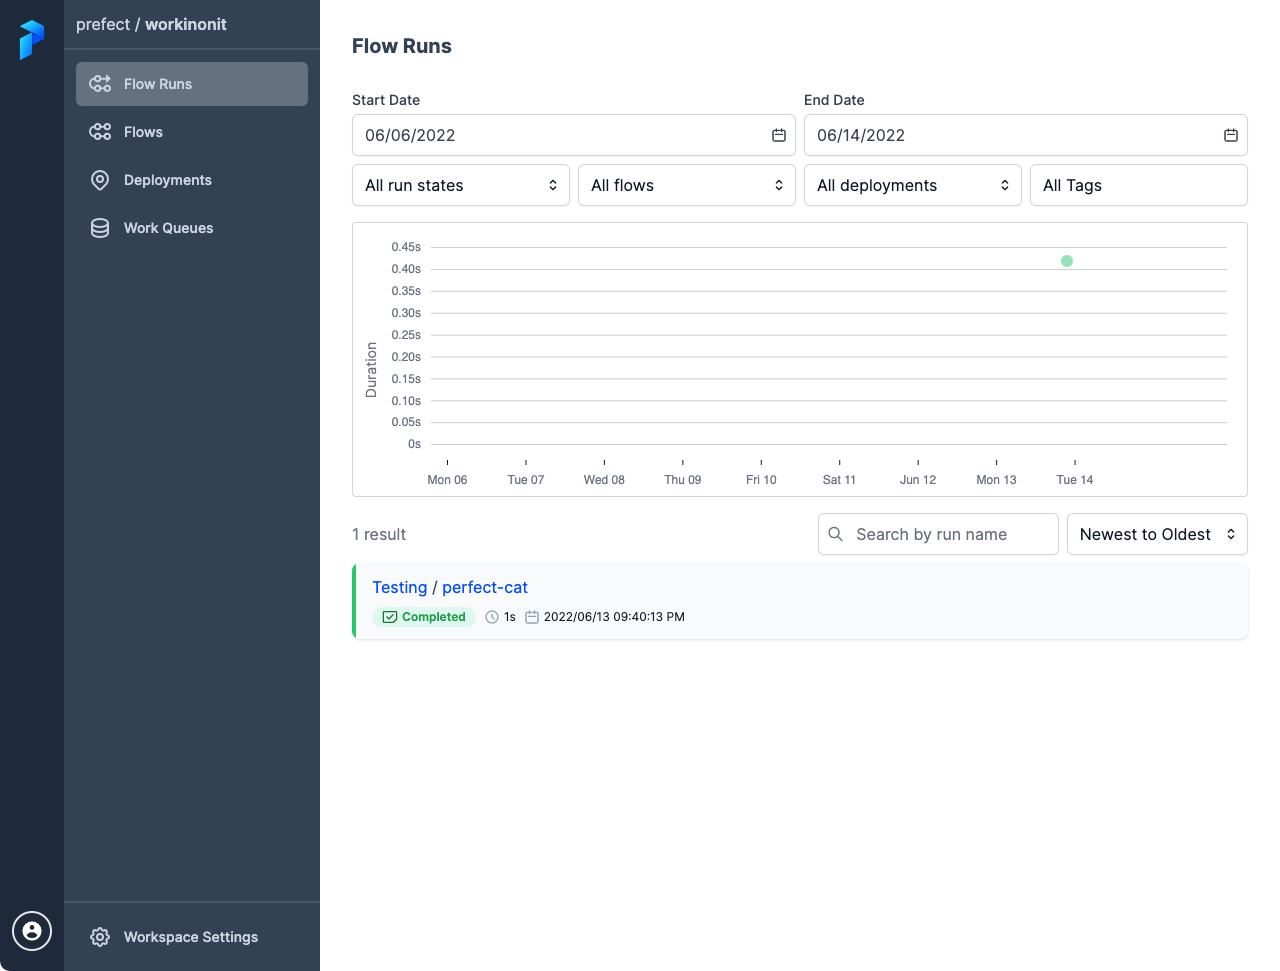 prefect / workinonit
Flow Runs
Flows
Deployments
Work Queues
Workspace Settings
Flow Runs
Start Date
End Date
06/06/2022
06/14/2022
All run states
All flows
All deployments
All Tags
Duration
0.45s
0.40s
0.35s
0.30s
0.25s
0.20s
0.15s
0.10s
0.05s
0s
Mon 06 Tue 07 Wed 08 Thu 09 Fri 10 Sat 11 Jun 12 Mon 13 Tue 14
1 result
Search by run name
Newest to Oldest
Testing / perfect-cat
Completed 1s 2022/06/13 09:40:13 PM